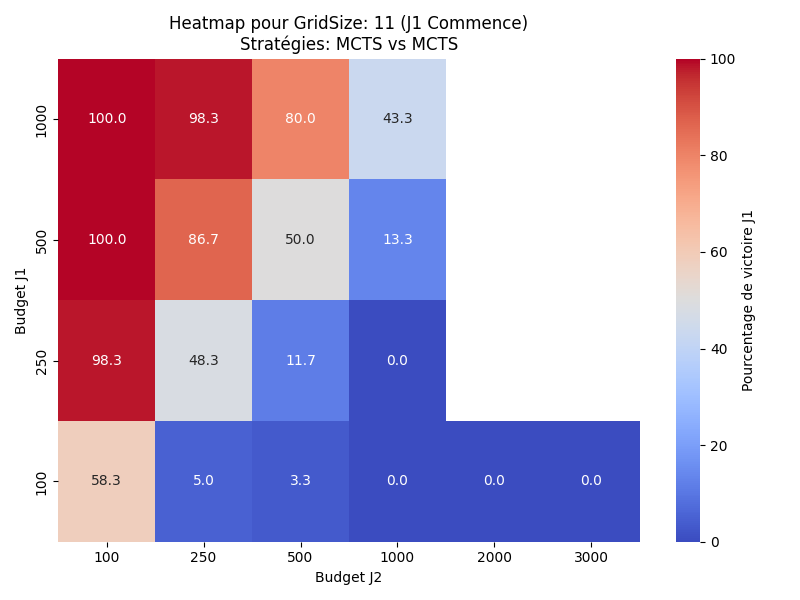 Heatmap pour GridSize: 11 (J1 Commence)
Stratégies: MCTS vs MCTS
Budget J1
1000 100.0 98.3 80.0 43.3
500 100.0 86.7 50.0 13.3
250 98.3 48.3 11.7 0.0
100 58.3 5.0 3.3 0.0 0.0 0.0
100 250 500 1000 2000 3000
Budget J2
100
80
60
40
20
0
Pourcentage de victoire J1